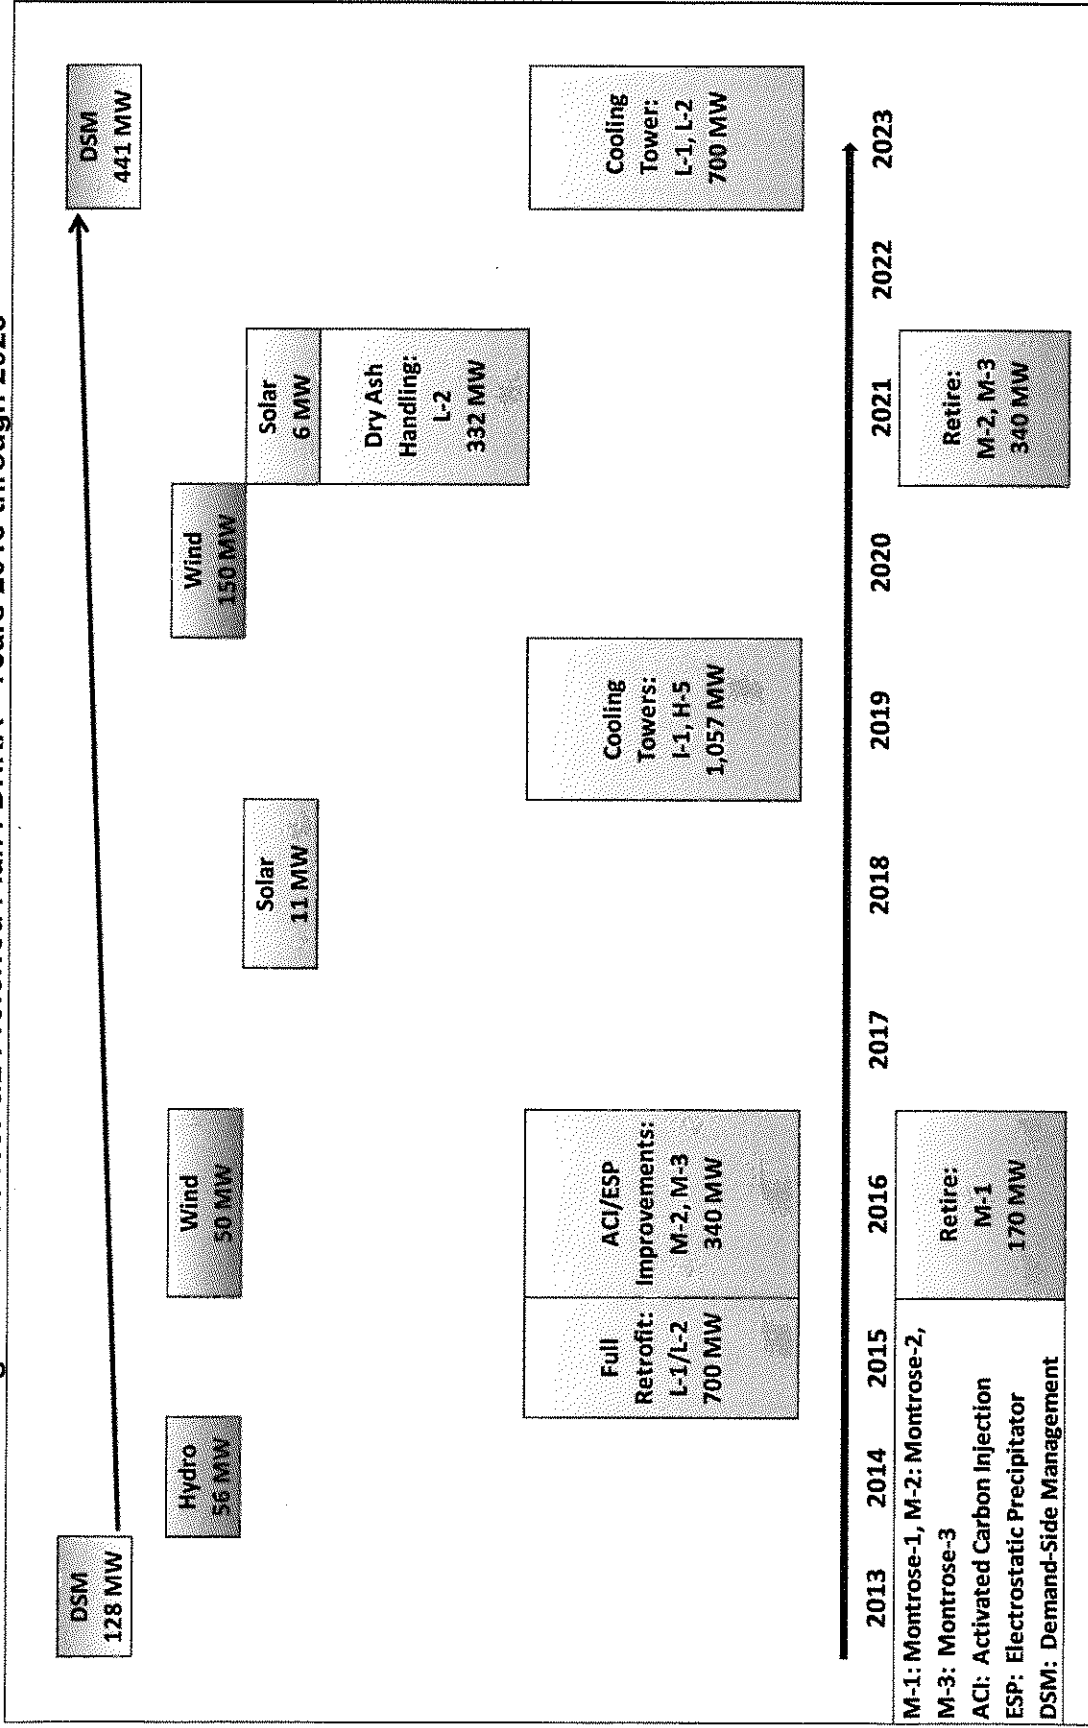 DSM
128 MW
DSM
441 MW
Hydro
56 MW
Wind
50 MW
Wind
150 MW
Solar
11 MW
Solar
6 MW
Dry Ash
Handling:
L-2
332 MW
Full
Retrofit:
L-1/L-2
700 MW
ACI/ESP
Improvements:
M-2, M-3
340 MW
Cooling
Towers:
I-1, H-5
1,057 MW
Cooling
Tower:
L-1, L-2
700 MW
2013 2014 2015 2016 2017 2018 2019 2020 2021 2022 2023
M-1: Montrose-1, M-2: Montrose-2,
M-3: Montrose-3
ACI: Activated Carbon Injection
ESP: Electrostatic Precipitator
DSM: Demand-Side Management
Retire:
M-1
170 MW
Retire:
M-2, M-3
340 MW